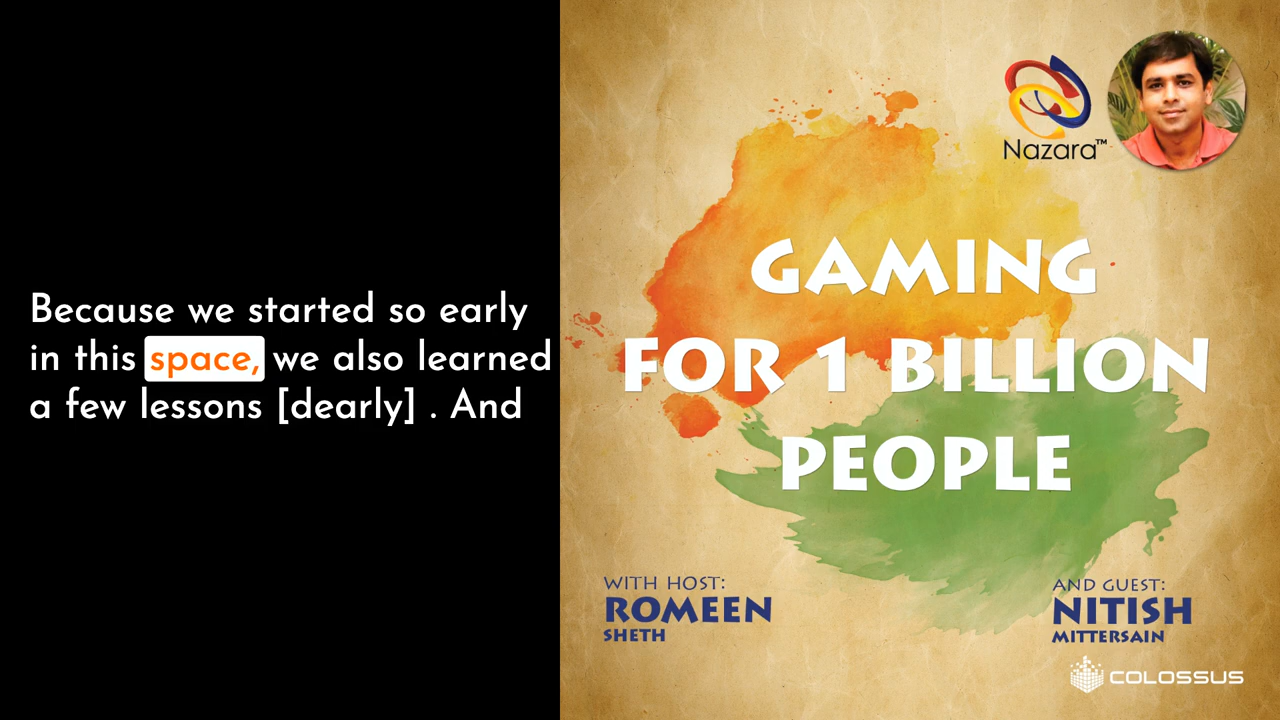 Because we started so early
in this space, we also learned
a few lessons [dearly] . And
Nazara™
GAMING
FOR 1 BILLION
PEOPLE
WITH HOST:
ROMEEN
SHETH
AND GUEST:
NITISH
MITTERSAIN
COLOSSUS